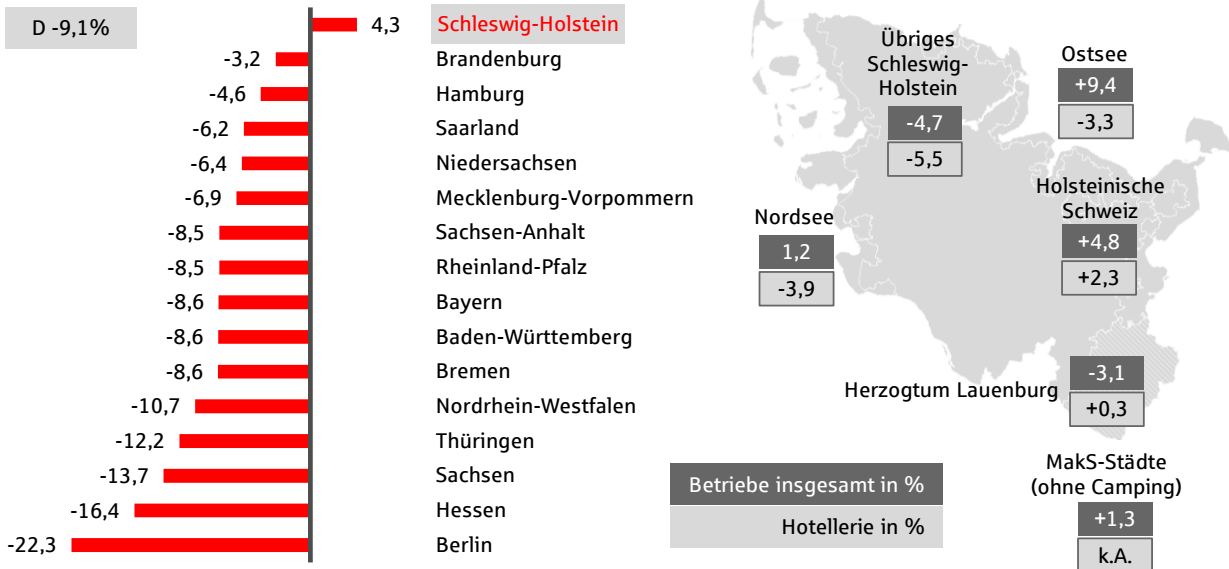 D -9,1%
4,3 Schleswig-Holstein
-3,2 Brandenburg
-4,6 Hamburg
-6,2 Saarland
-6,4 Niedersachsen
-6,9 Mecklenburg-Vorpommern
-8,5 Sachsen-Anhalt
-8,5 Rheinland-Pfalz
-8,6 Bayern
-8,6 Baden-Württemberg
-8,6 Bremen
-10,7 Nordrhein-Westfalen
-12,2 Thüringen
-13,7 Sachsen
-16,4 Hessen
-22,3 Berlin
Übriges
Schleswig-
Holstein
-4,7
-5,5
Ostsee
+9,4
-3,3
Holsteinische
Schweiz
+4,8
+2,3
Nordsee
1,2
-3,9
Herzogtum Lauenburg
-3,1
+0,3
MakS-Städte
(ohne Camping)
+1,3
k.A.
Betriebe insgesamt in %
Hotellerie in %